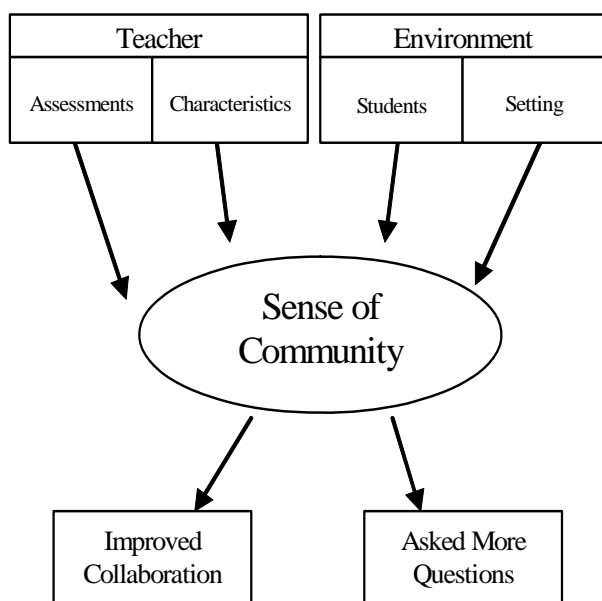 Teacher
Assessments
Characteristics
Environment
Students
Setting
Sense of
Community
Improved
Collaboration
Asked More
Questions